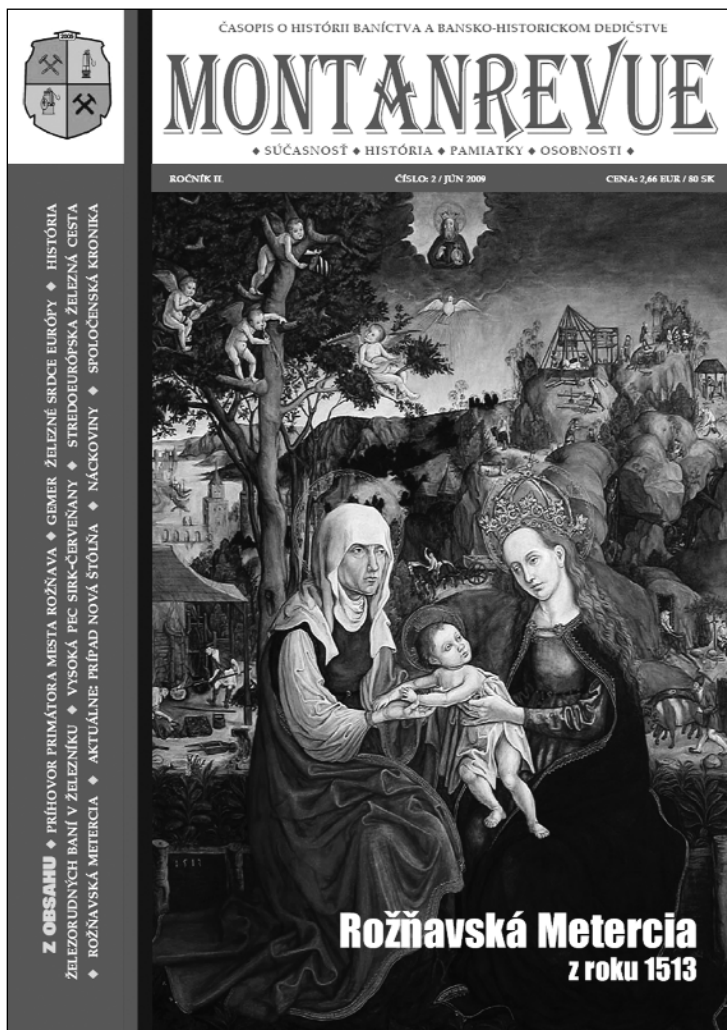 ČASOPIS O HISTÓRII BANÍCTVA A BANSKO-HISTORICKOM DEDIČSTVE
2008
MONTANREVUE
◆ SÚČASNOSŤ ◆ HISTÓRIA ◆ PAMIATKY ◆ OSOBNOSTI ◆
ROČNÍK II. ČÍSLO: 2 / JÚN 2009 CENA: 2,66 EUR / 80 SK
Z OBSAHU ◆ PRÍHOVOR PRIMÁTORA MESTA ROŽŇAVA ◆ GEMER ŽELEZNÉ SRDCE EURÓPY ◆ HISTÓRIA
ŽELEZORUDNÝCH BANÍ V ŽELEZNÍKU ◆ VYSOKÁ PEC SIRK-ČERVEŇANY ◆ STREDOEURÓPSKA ŽELEZNÁ CESTA
◆ ROŽŇAVSKÁ METERCIA ◆ AKTUÁLNE: PRÍPAD NOVÁ ŠTÔLŇA ◆ NÁCKOVINY ◆ SPOLOČENSKÁ KRONIKA
1513
Rožňavská Metercia
z roku 1513